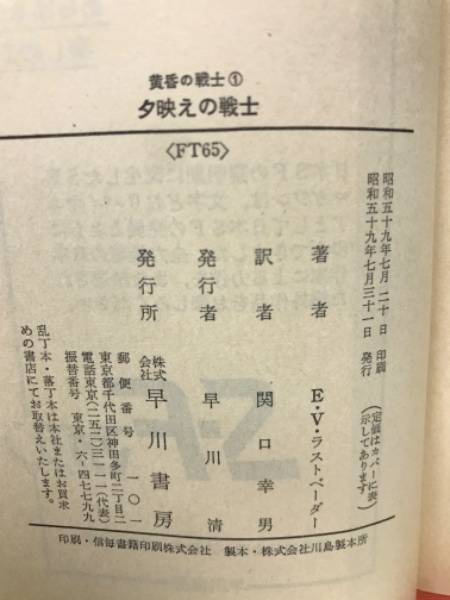 黄昏の戦士①
夕映えの戦士
〈FT65〉
昭和五十九年七月二十日 印刷
昭和五十九年七月三十一日 発行
(定価はカバーに表示してあります)
著者 E・V・ラストベーダー
訳者 関口幸男
発行者 早川清
発行所 株式会社 早川書房
郵便番号 一〇一
東京都千代田区神田多町二丁目二
電話東京(二五二)三一一一(代表)
振替番号 東京・六-四七七九九
乱丁本・落丁本は本社またはお買求
めの書店にてお取替えいたします。
印刷・信毎書籍印刷株式会社 製本・株式会社川島製本所